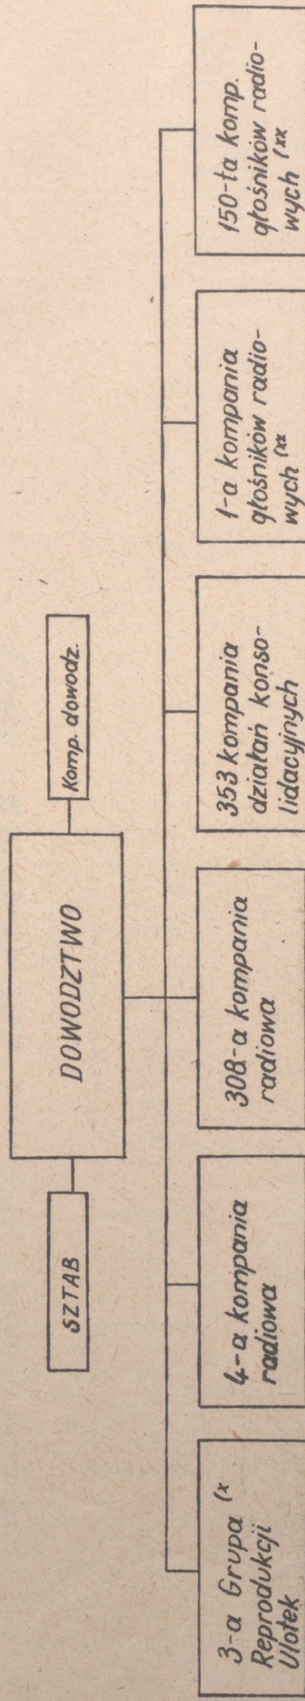 SZTAB
DOWODZTWO
Komp. dowodz.
3-a Grupa (x
Reprodukcji
Ulotek
4-a kompania
radiowa
308-a kompania
radiowa
353 kompania
działań konso-
lidacyjnych
1-a kompania
głośników radio-
wych (xx
150-ta komp.
głośników radio-
wych (xx